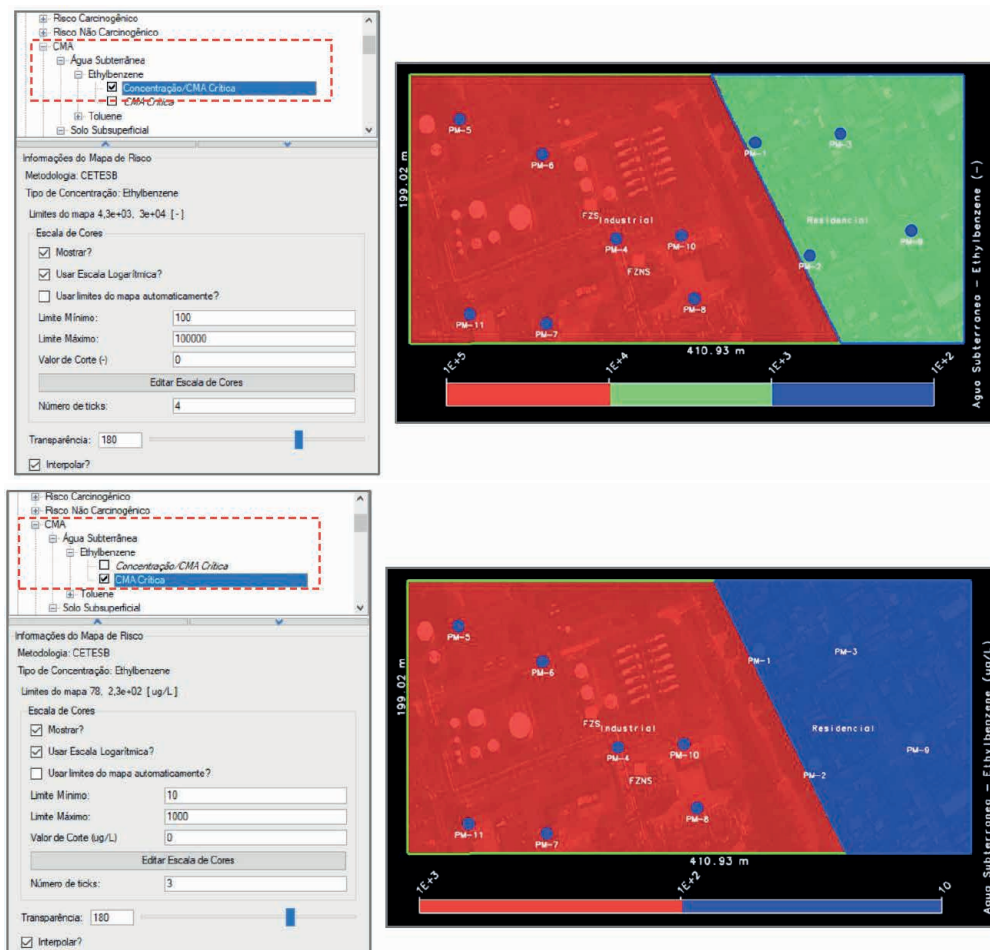 Risco Carcinogênico
Risco Não Carcinogênico
CMA
Água Subterrânea
Ethylbenzene
Concentração/CMA Crítica
CMA Crítica
Toluene
Solo Subsuperficial
Informações do Mapa de Risco
Metodologia: CETESB
Tipo de Concentração: Ethylbenzene
Limites do mapa 4,3e+03, 3e+04 [-]
Escala de Cores
Mostrar?
Usar Escala Logarítmica?
Usar limites do mapa automaticamente?
Limite Mínimo: 100
Limite Máximo: 100000
Valor de Corte (-) 0
Editar Escala de Cores
Número de ticks: 4
Transparência: 180
Interpolar?
PM-5
PM-6
PM-1
PM-3
199.02 m
FZS
Industrial
Residencial
PM-4
PM-10
PM-9
FZNS
PM-2
PM-8
PM-11
PM-7
410.93 m
1E+5
1E+4
1E+3
1E+2
Agua Subterraneo - Ethylbenzene (-)
Risco Carcinogênico
Risco Não Carcinogênico
CMA
Água Subterrânea
Ethylbenzene
Concentração/CMA Crítica
CMA Crítica
Toluene
Solo Subsuperficial
Informações do Mapa de Risco
Metodologia: CETESB
Tipo de Concentração: Ethylbenzene
Limites do mapa 78, 2,3e+02 [ug/L]
Escala de Cores
Mostrar?
Usar Escala Logarítmica?
Usar limites do mapa automaticamente?
Limite Mínimo: 10
Limite Máximo: 1000
Valor de Corte (ug/L) 0
Editar Escala de Cores
Número de ticks: 3
Transparência: 180
Interpolar?
PM-5
PM-6
PM-1
PM-3
199.02 m
FZS
Industrial
Residencial
PM-4
PM-10
PM-9
FZNS
PM-2
PM-8
PM-11
PM-7
410.93 m
1E+3
1E+2
10
Agua Subterraneo - Ethylbenzene (ug/L)